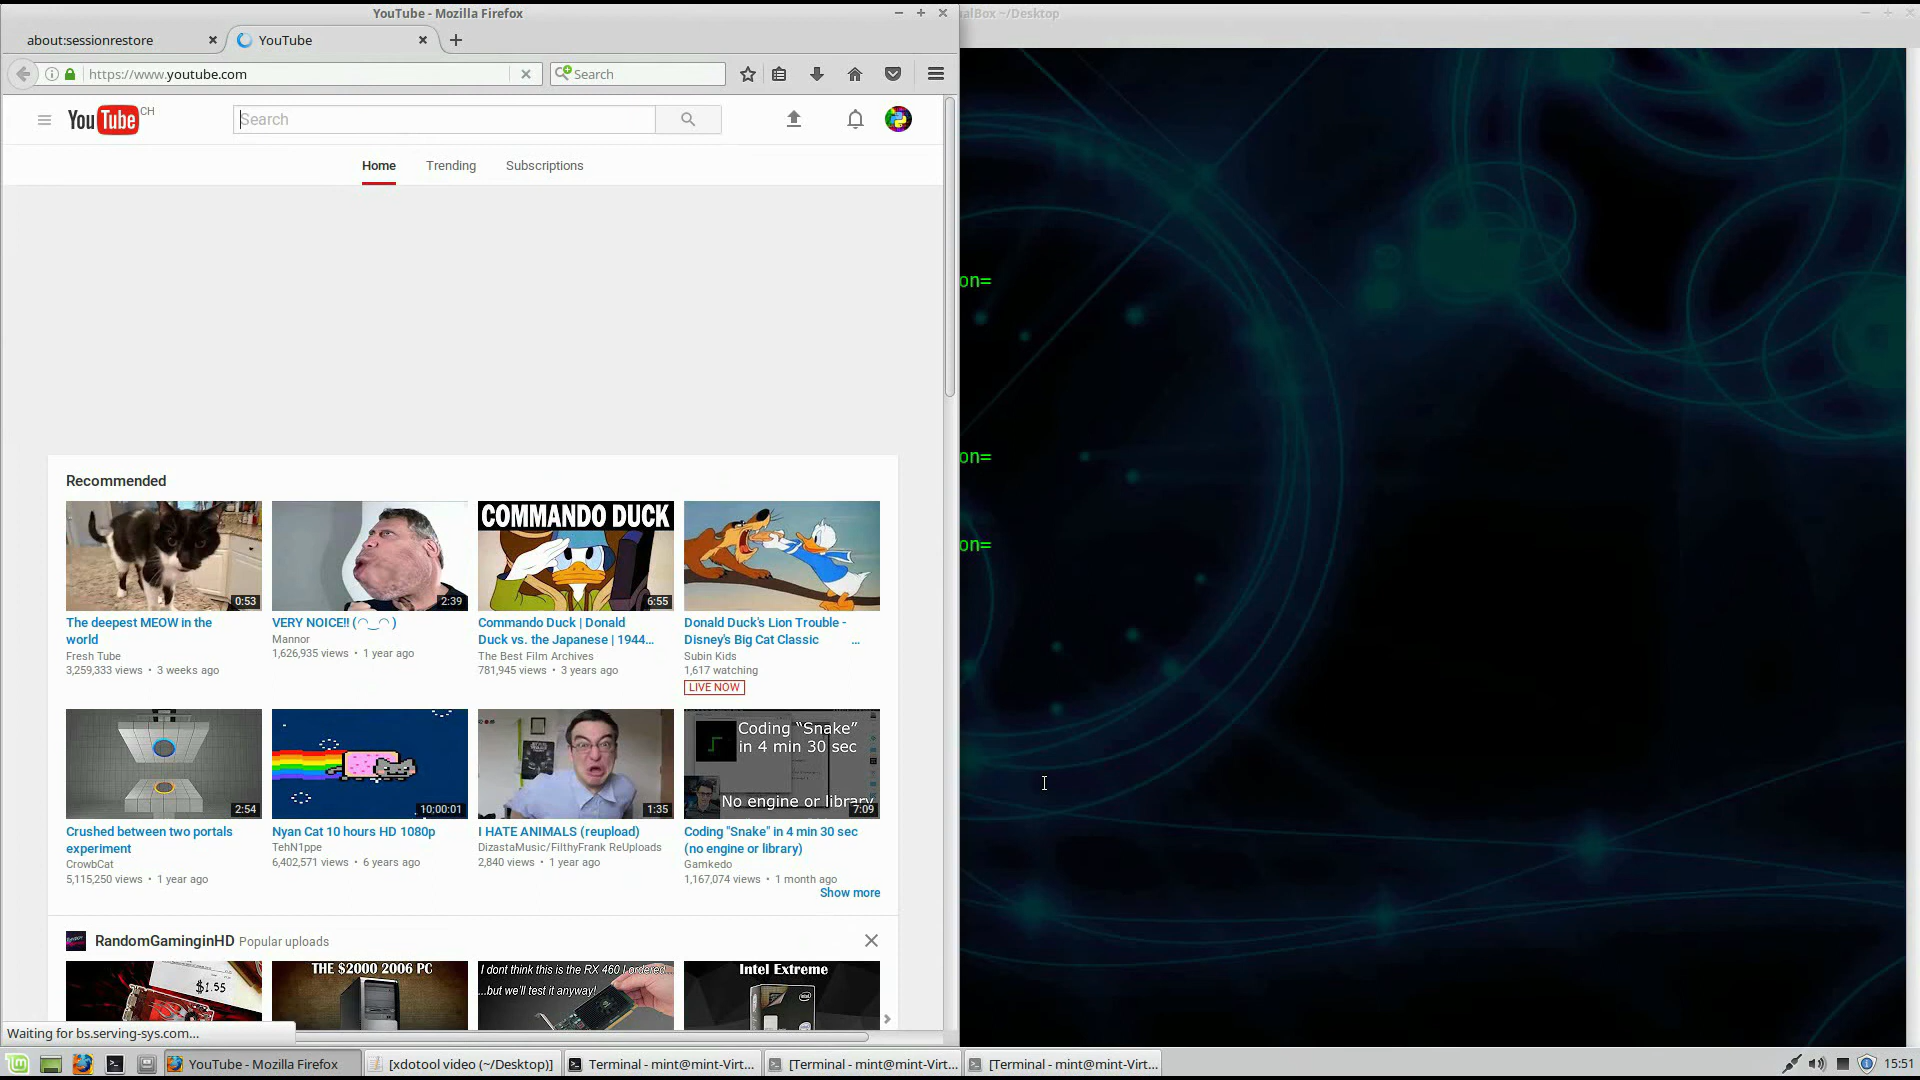 YouTube - Mozilla Firefox
alBox ~/Desktop
about:sessionrestore
YouTube
https://www.youtube.com
Search
YouTube CH
Search
Home
Trending
Subscriptions
on=
on=
on=
Recommended
COMMANDO DUCK
0:53
2:39
6:55
The deepest MEOW in the
world
Fresh Tube
3,259,333 views • 3 weeks ago
VERY NOICE!! (◠‿◠)
Mannor
1,626,935 views • 1 year ago
Commando Duck | Donald
Duck vs. the Japanese | 1944...
The Best Film Archives
781,945 views • 3 years ago
Donald Duck's Lion Trouble -
Disney's Big Cat Classic ...
Subin Kids
1,617 watching
LIVE NOW
Coding “Snake”
in 4 min 30 sec
No engine or library
2:54
10:00:01
1:35
7:09
Crushed between two portals
experiment
CrowbCat
5,115,250 views • 1 year ago
Nyan Cat 10 hours HD 1080p
TehN1ppe
6,402,571 views • 6 years ago
I HATE ANIMALS (reupload)
DizastaMusic/FilthyFrank ReUploads
2,840 views • 1 year ago
Coding "Snake" in 4 min 30 sec
(no engine or library)
Gamkedo
1,167,074 views • 1 month ago
Show more
RandomGaminginHD Popular uploads
$1.55
THE $2000 2006 PC
I dont think this is the RX 460 I ordered
...but we'll test it anyway!
Intel Extreme
Waiting for bs.serving-sys.com...
YouTube - Mozilla Firefox
[xdotool video (~/Desktop)]
Terminal - mint@mint-Virt...
[Terminal - mint@mint-Virt...
[Terminal - mint@mint-Virt...
15:51